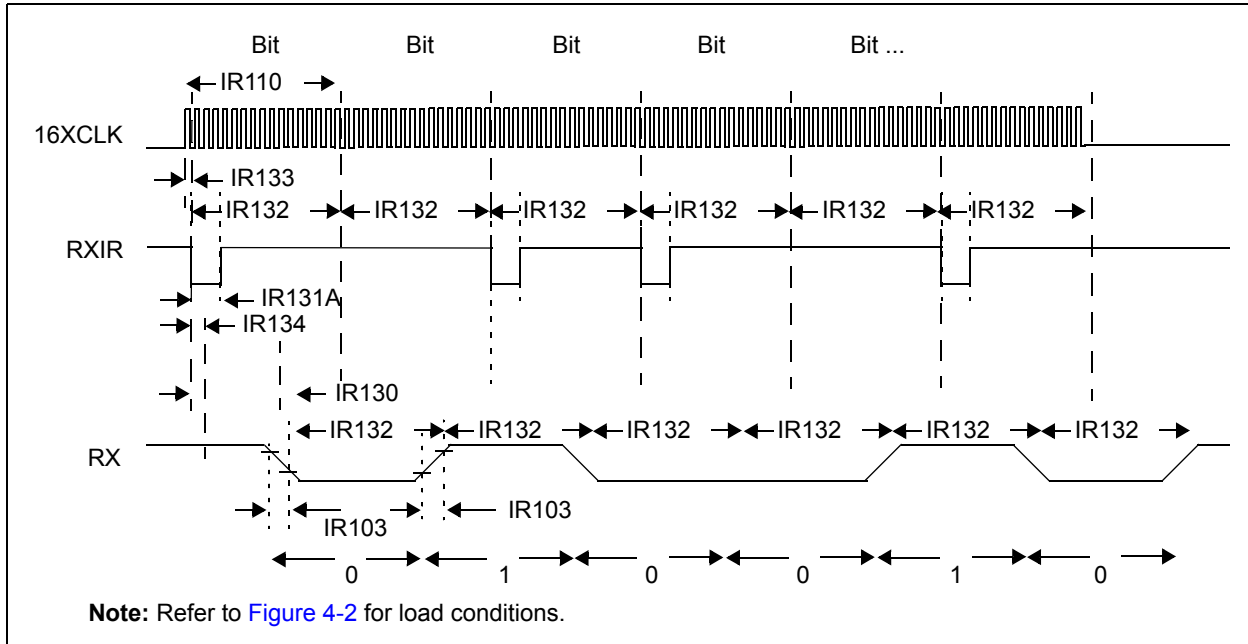 Bit Bit Bit Bit Bit ...
IR110
16XCLK
IR133
IR132 IR132 IR132 IR132 IR132 IR132
RXIR
IR131A
IR134
IR130
IR132 IR132 IR132 IR132 IR132 IR132
RX
IR103 IR103
0 1 0 0 1 0
Note: Refer to Figure 4-2 for load conditions.